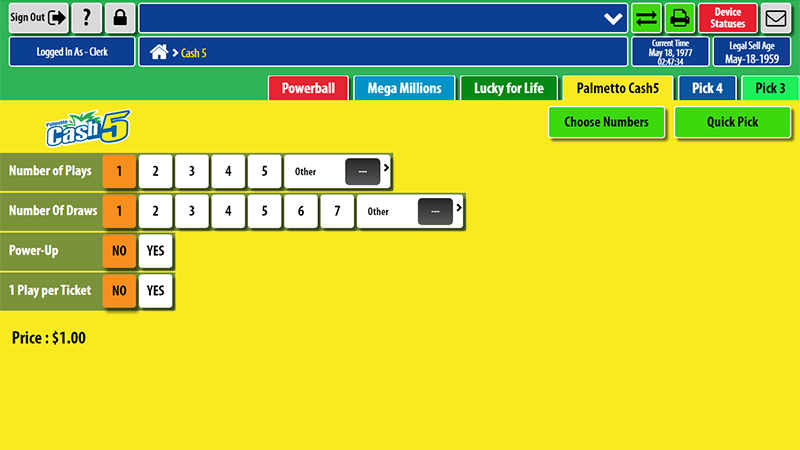 Sign Out
?
Logged In As - Clerk
> Cash 5
Device
Statuses
Current Time
May 18, 1977
02:47:34
Legal Sell Age
May-18-1959
Powerball
Mega Millions
Lucky for Life
Palmetto Cash5
Pick 4
Pick 3
Palmetto
Cash 5
Choose Numbers
Quick Pick
Number of Plays 1 2 3 4 5 Other --- >
Number Of Draws 1 2 3 4 5 6 7 Other --- >
Power-Up NO YES
1 Play per Ticket NO YES
Price : $1.00